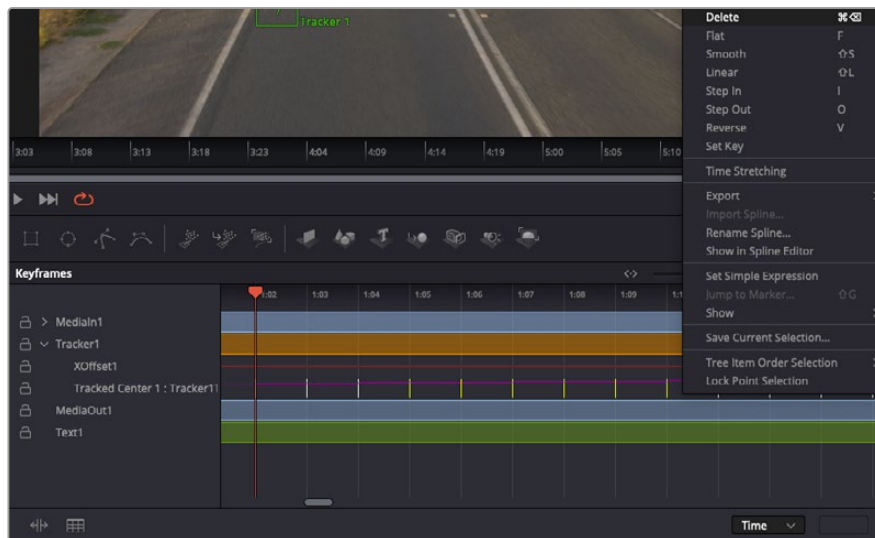 Tracker 1
Delete ⌘⌫
Flat F
Smooth ⇧S
Linear ⇧L
Step In I
Step Out O
Reverse V
Set Key
Time Stretching
Export
Import Spline...
Rename Spline...
Show in Spline Editor
Set Simple Expression
Jump to Marker... ⇧G
Show
Save Current Selection...
Tree Item Order Selection
Lock Point Selection
3:03 3:08 3:13 3:18 3:23 4:04 4:09 4:14 4:19 5:00 5:05 5:10
T
Keyframes
1:02 1:03 1:04 1:05 1:06 1:07 1:08 1:09
MediaIn1
Tracker1
XOffset1
Tracked Center 1 : Tracker1
MediaOut1
Text1
Time